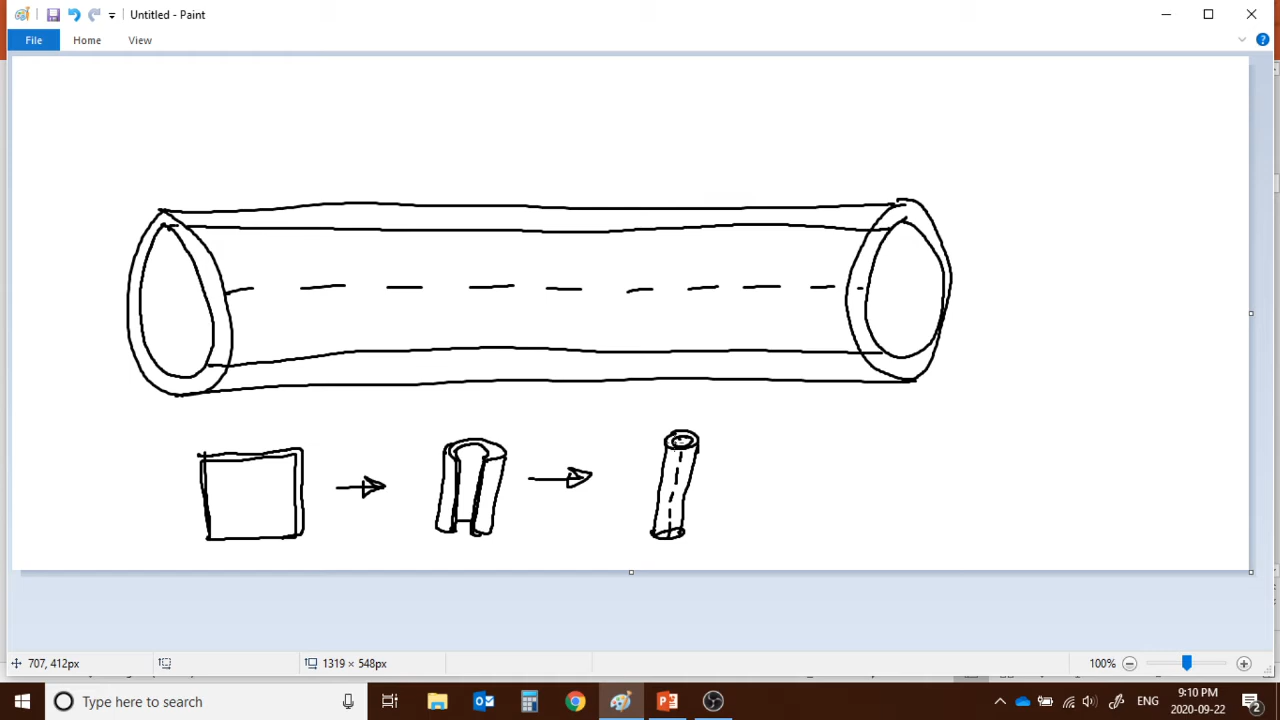 Untitled - Paint
File Home View
707, 412px
1319 × 548px
100%
Type here to search
ENG
9:10 PM
2020-09-22
2